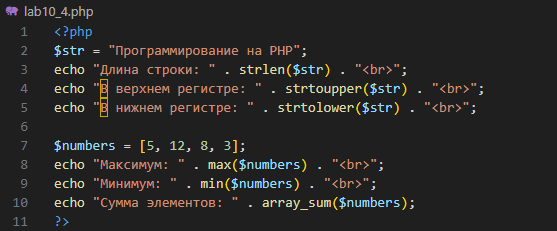 lab10_4.php
1 <?php
2 $str = "Программирование на PHP";
3 echo "Длина строки: " . strlen($str) . "<br>";
4 echo "В верхнем регистре: " . strtoupper($str) . "<br>";
5 echo "В нижнем регистре: " . strtolower($str) . "<br>";
6
7 $numbers = [5, 12, 8, 3];
8 echo "Максимум: " . max($numbers) . "<br>";
9 echo "Минимум: " . min($numbers) . "<br>";
10 echo "Сумма элементов: " . array_sum($numbers);
11 ?>